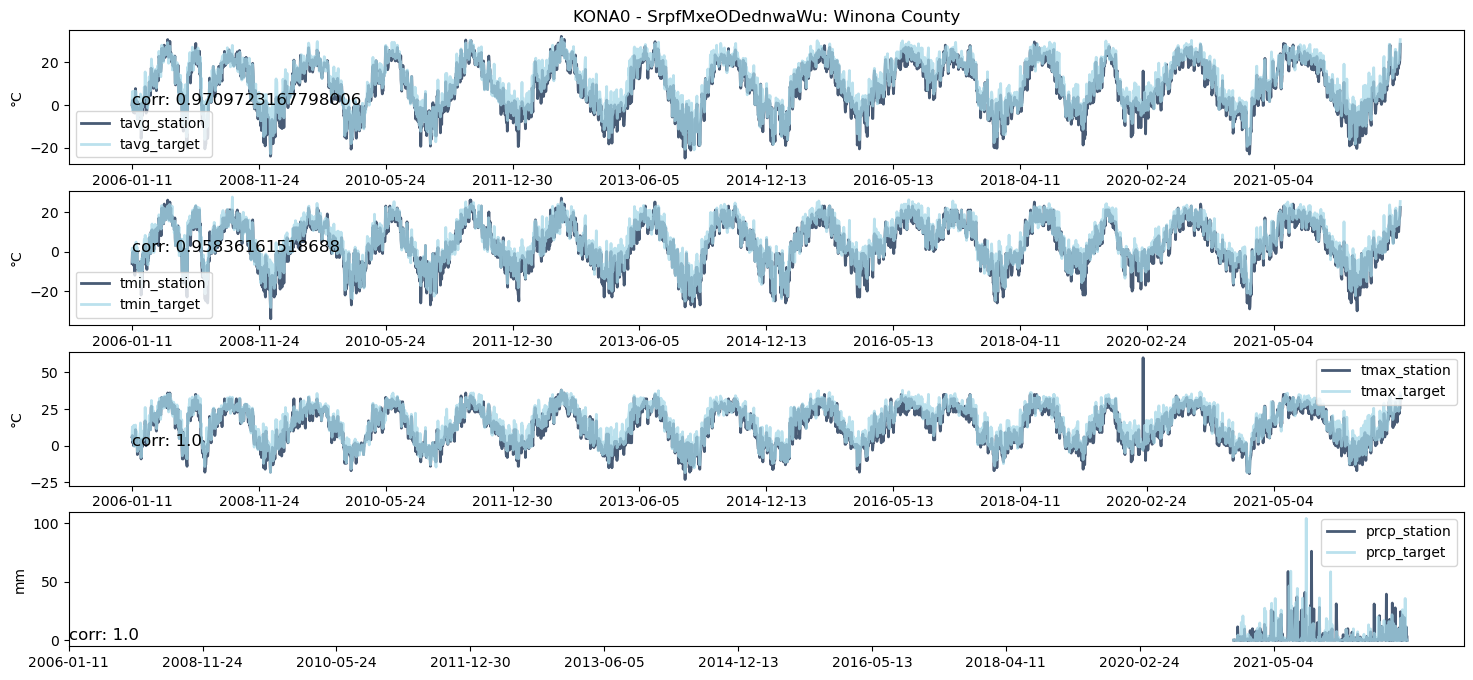 KONA0 - SrpfMxeODednwaWu: Winona County
°C
20
0
−20
corr: 0.9709723167798006
tavg_station
tavg_target
2006-01-11 2008-11-24 2010-05-24 2011-12-30 2013-06-05 2014-12-13 2016-05-13 2018-04-11 2020-02-24 2021-05-04
°C
20
0
−20
corr: 0.958361615186​88
tmin_station
tmin_target
2006-01-11 2008-11-24 2010-05-24 2011-12-30 2013-06-05 2014-12-13 2016-05-13 2018-04-11 2020-02-24 2021-05-04
°C
50
25
0
−25
corr: 1.0
tmax_station
tmax_target
2006-01-11 2008-11-24 2010-05-24 2011-12-30 2013-06-05 2014-12-13 2016-05-13 2018-04-11 2020-02-24 2021-05-04
mm
100
50
0
corr: 1.0
prcp_station
prcp_target
2006-01-11 2008-11-24 2010-05-24 2011-12-30 2013-06-05 2014-12-13 2016-05-13 2018-04-11 2020-02-24 2021-05-04